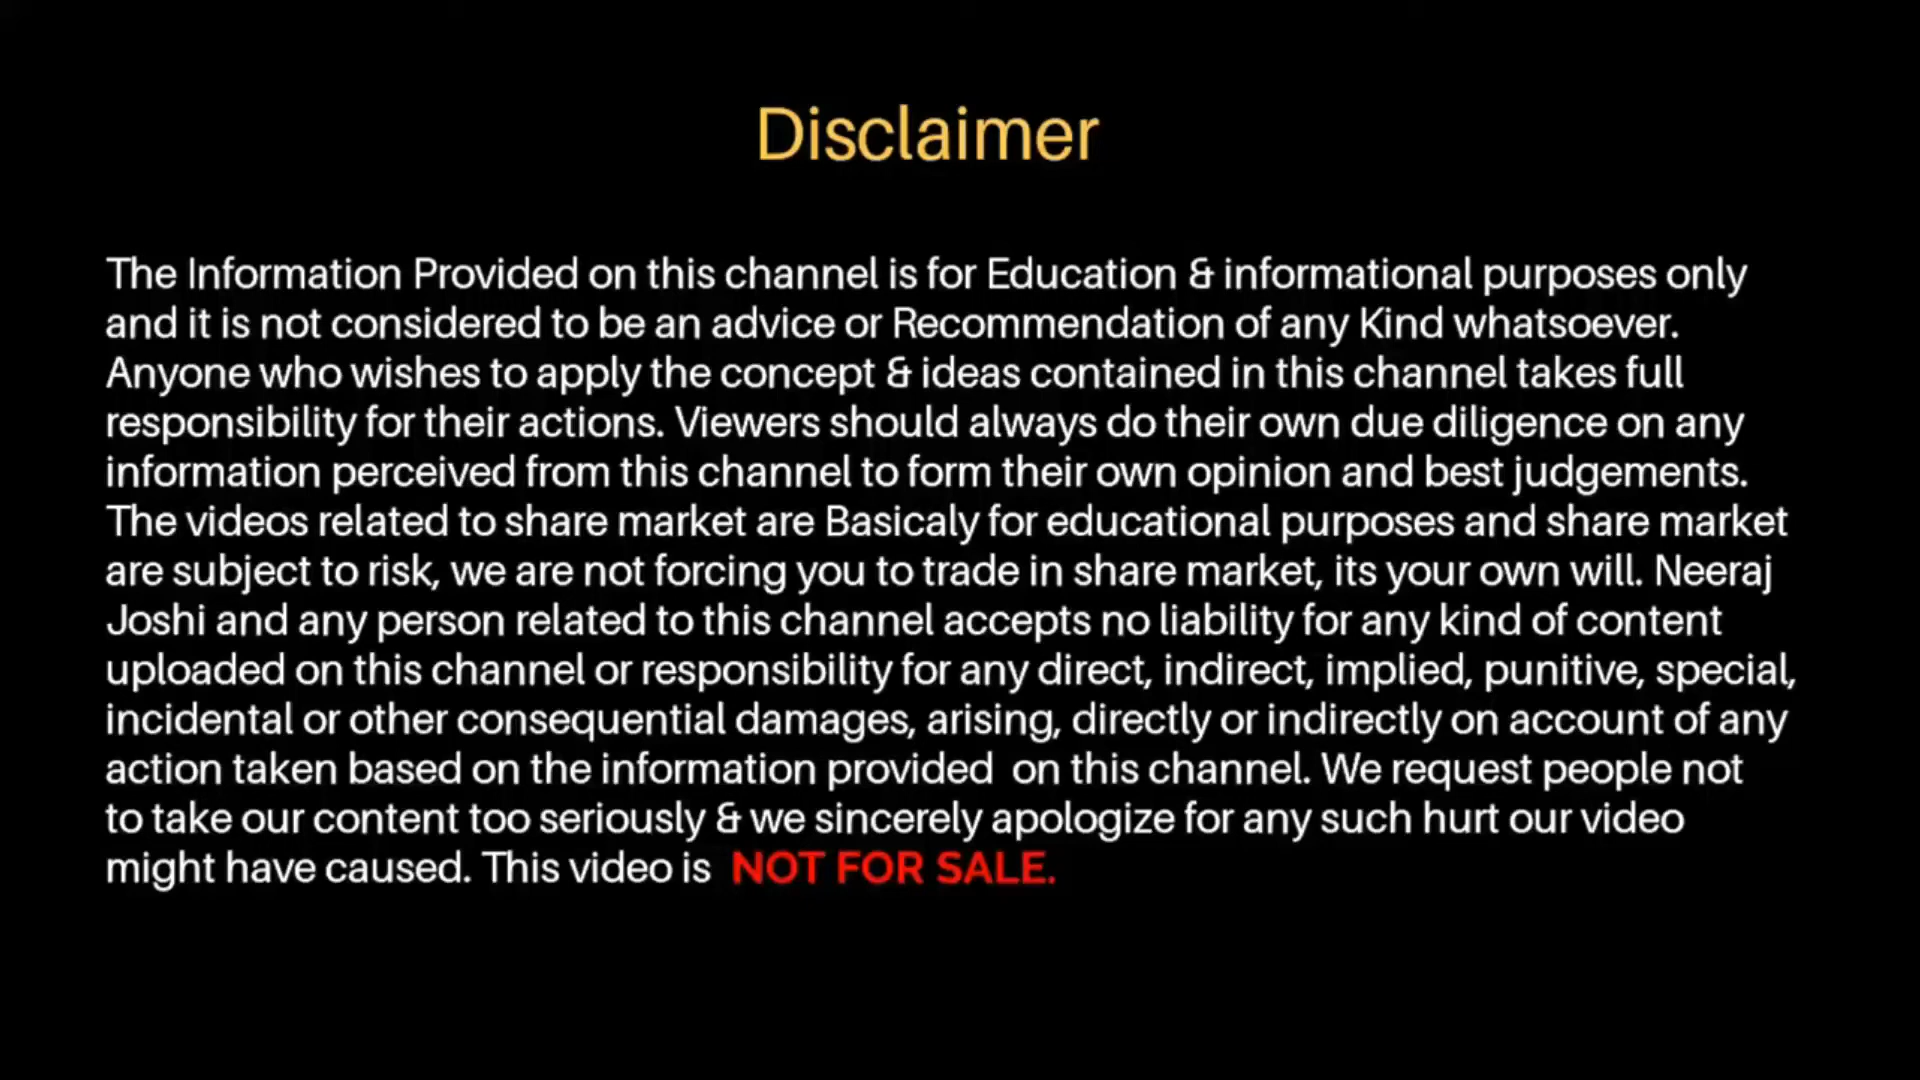 Disclaimer
The Information Provided on this channel is for Education & informational purposes only
and it is not considered to be an advice or Recommendation of any Kind whatsoever.
Anyone who wishes to apply the concept & ideas contained in this channel takes full
responsibility for their actions. Viewers should always do their own due diligence on any
information perceived from this channel to form their own opinion and best judgements.
The videos related to share market are Basicaly for educational purposes and share market
are subject to risk, we are not forcing you to trade in share market, its your own will. Neeraj
Joshi and any person related to this channel accepts no liability for any kind of content
uploaded on this channel or responsibility for any direct, indirect, implied, punitive, special,
incidental or other consequential damages, arising, directly or indirectly on account of any
action taken based on the information provided  on this channel. We request people not
to take our content too seriously & we sincerely apologize for any such hurt our video
might have caused. This video is  NOT FOR SALE.